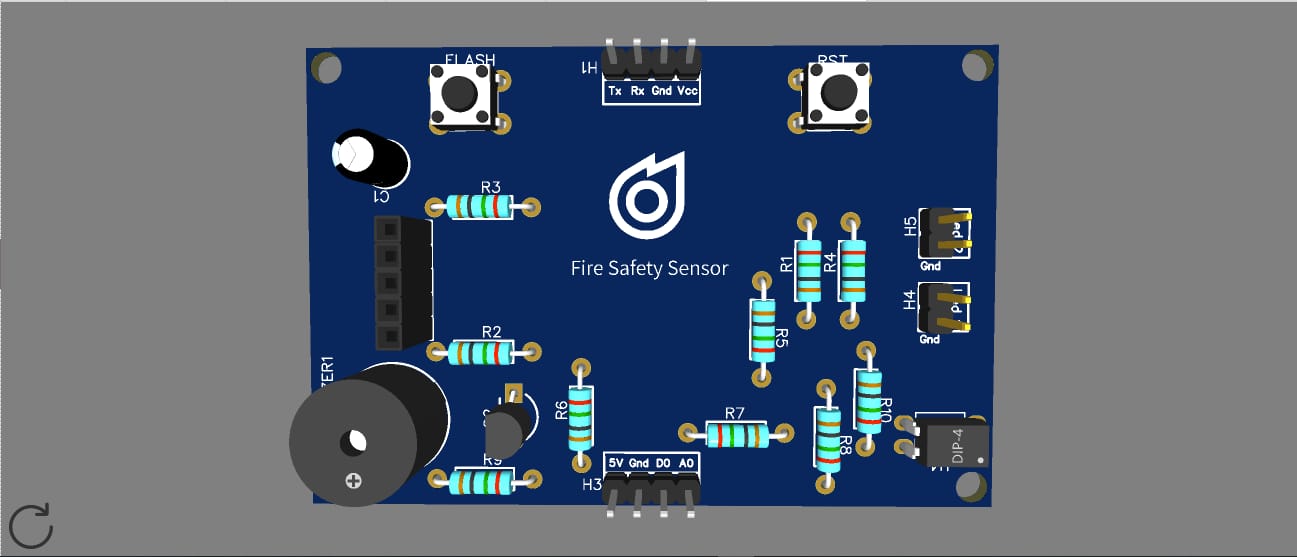 FLASH
RST
H1
Tx Rx Gnd Vcc
C1
R3
Fire Safety Sensor
H5
Gnd
R1
R4
H4
Gnd
R5
R2
ZER1
R6
R7
R10
R8
DIP-4
R9
5V Gnd D0 A0
H3